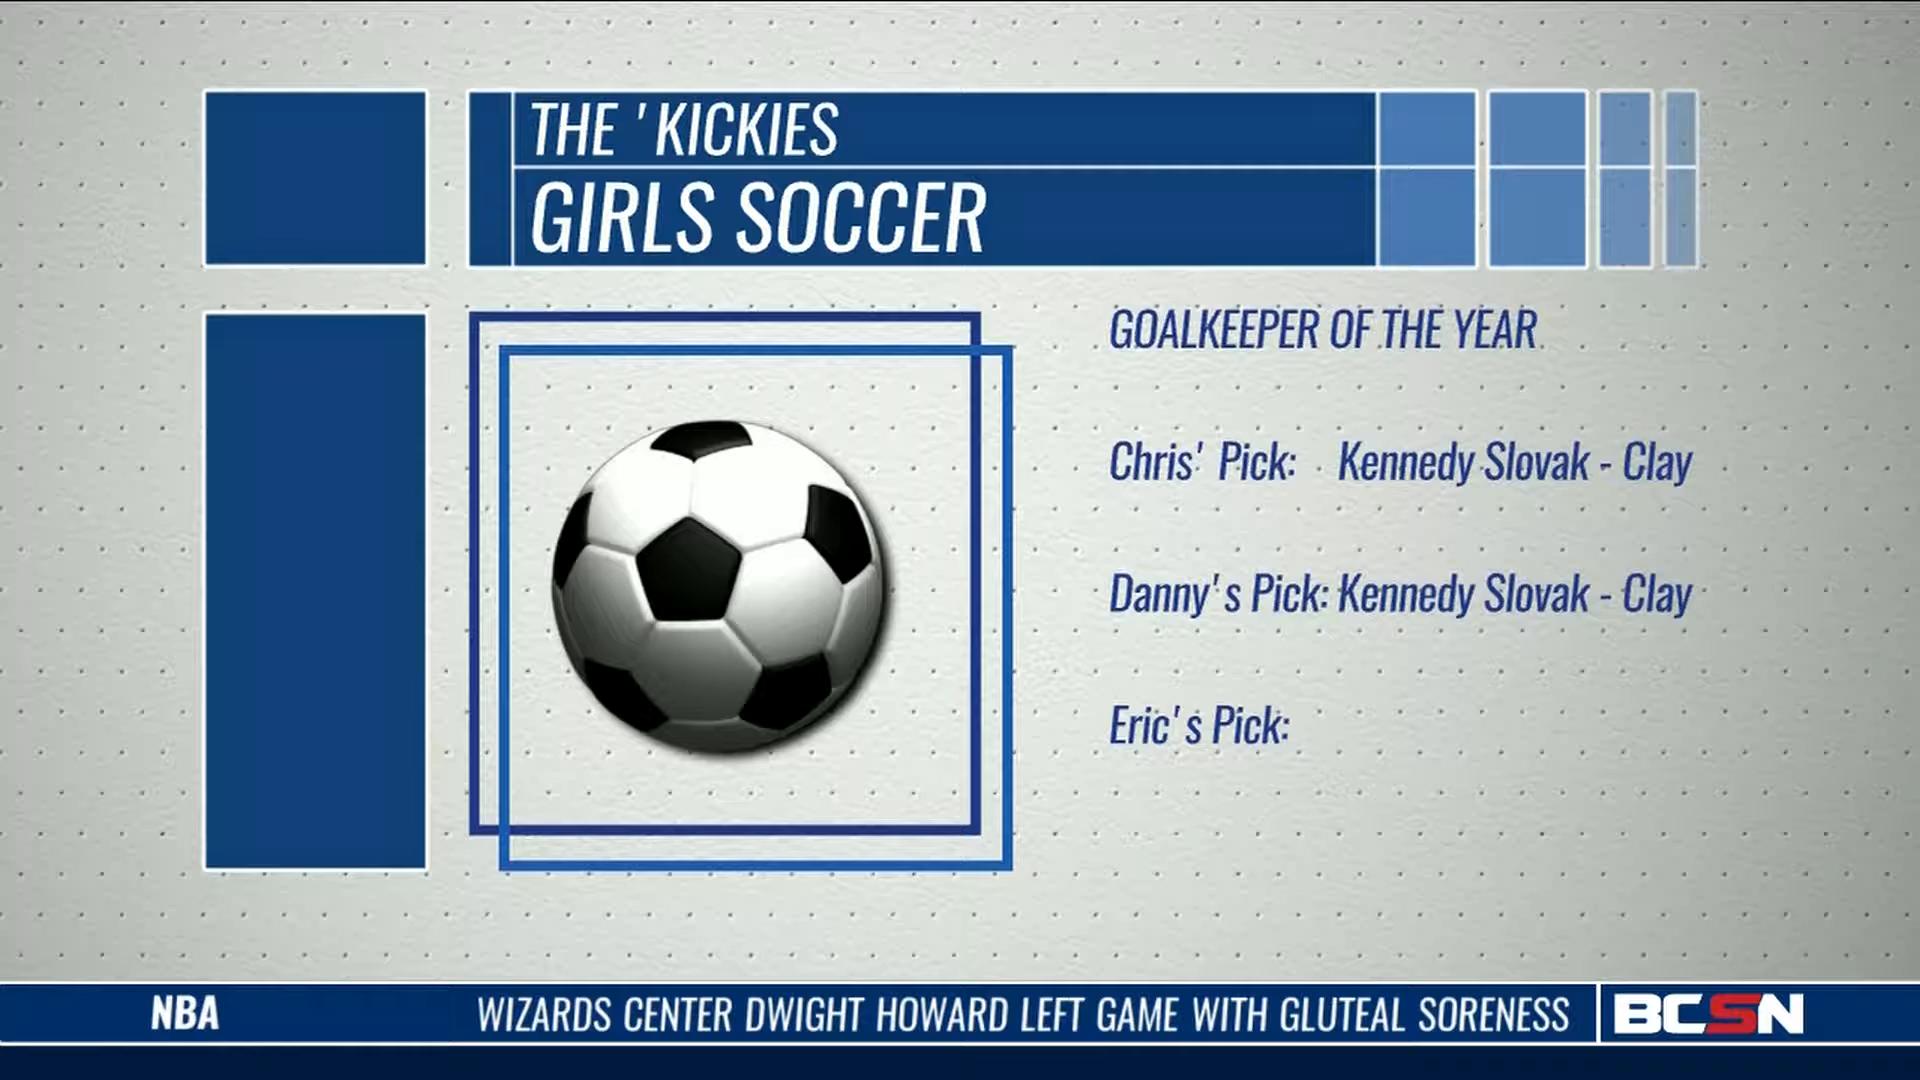 THE 'KICKIES
GIRLS SOCCER
GOALKEEPER OF THE YEAR
Chris' Pick: Kennedy Slovak - Clay
Danny's Pick: Kennedy Slovak - Clay
Eric's Pick:
NBA WIZARDS CENTER DWIGHT HOWARD LEFT GAME WITH GLUTEAL SORENESS BCSN